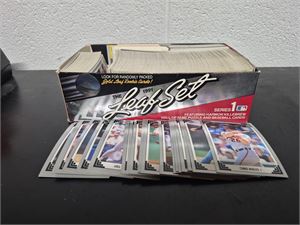 LOOK FOR RANDOMLY PACKED
Gold Leaf Rookie Cards!
1991
Leaf Set
SERIES 1
FEATURING HARMON KILLEBREW
HALL OF FAME PUZZLE AND BASEBALL CARDS